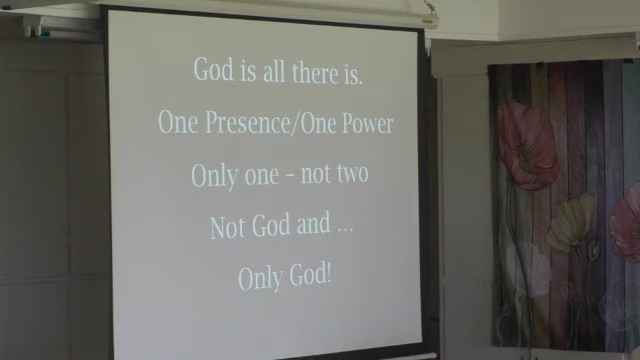 God is all there is.
One Presence/One Power
Only one – not two
Not God and ...
Only God!